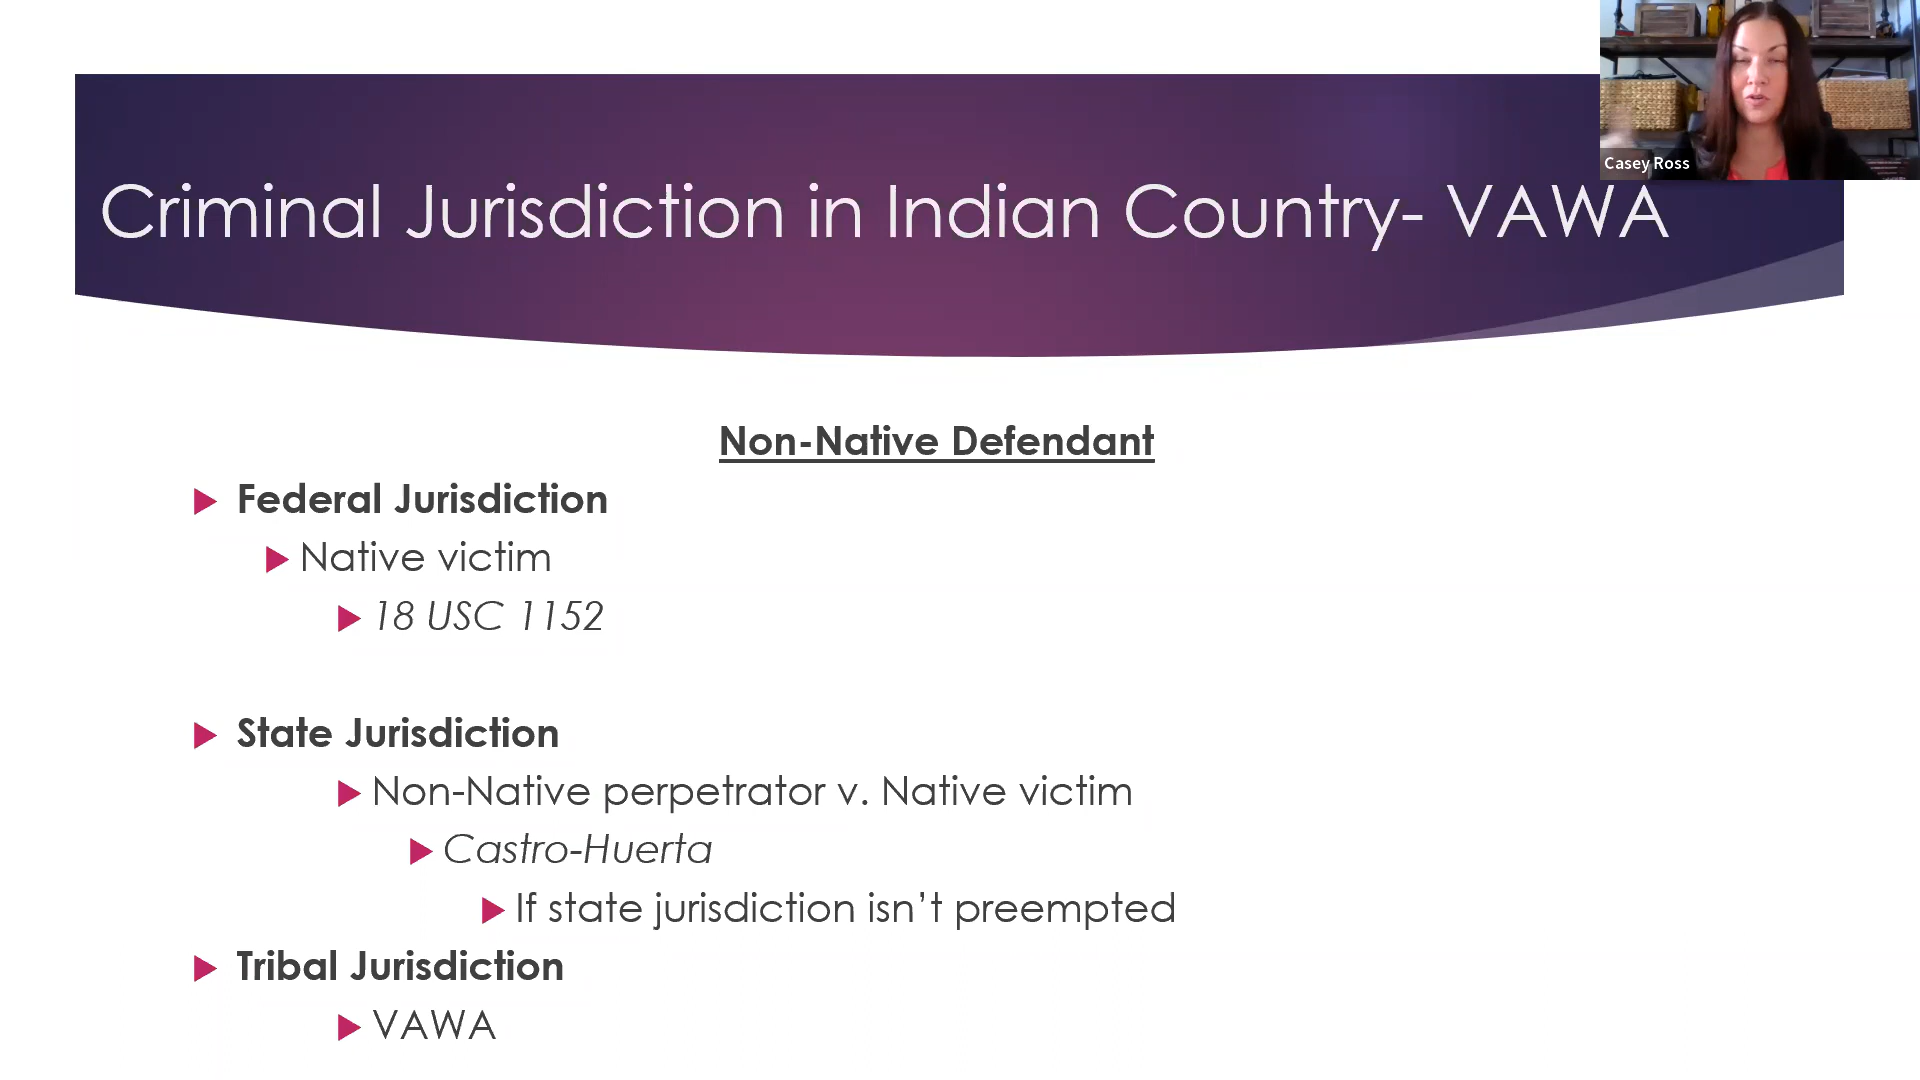 Casey Ross
Criminal Jurisdiction in Indian Country- VAWA
Non-Native Defendant
Federal Jurisdiction
Native victim
18 USC 1152
State Jurisdiction
Non-Native perpetrator v. Native victim
Castro-Huerta
If state jurisdiction isn’t preempted
Tribal Jurisdiction
VAWA